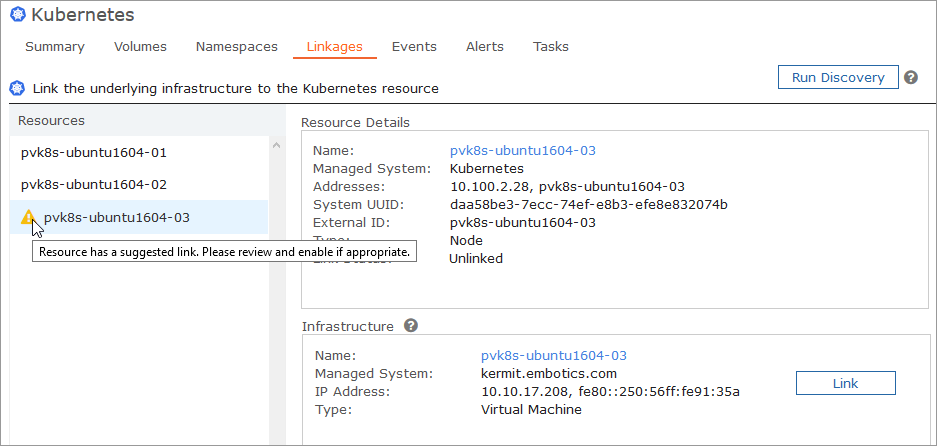 Kubernetes
Summary Volumes Namespaces Linkages Events Alerts Tasks
Link the underlying infrastructure to the Kubernetes resource
Run Discovery ?
Resources
pvk8s-ubuntu1604-01
pvk8s-ubuntu1604-02
pvk8s-ubuntu1604-03
Resource has a suggested link. Please review and enable if appropriate.
Resource Details
Name: pvk8s-ubuntu1604-03
Managed System: Kubernetes
Addresses: 10.100.2.28, pvk8s-ubuntu1604-03
System UUID: daa58be3-7ecc-74ef-e8b3-efe8e832074b
External ID: pvk8s-ubuntu1604-03
Type: Node
Unlinked
Infrastructure ?
Name: pvk8s-ubuntu1604-03
Managed System: kermit.embotics.com
IP Address: 10.10.17.208, fe80::250:56ff:fe91:35a
Type: Virtual Machine
Link